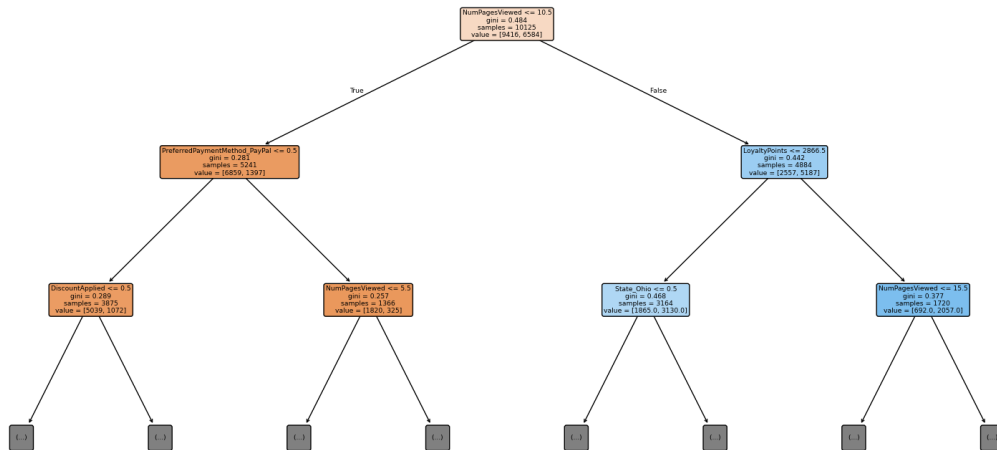 NumPagesViewed <= 10.5
gini = 0.484
samples = 10125
value = [9416, 6584]
True
False
PreferredPaymentMethod_PayPal <= 0.5
gini = 0.281
samples = 5241
value = [6859, 1397]
LoyaltyPoints <= 2866.5
gini = 0.442
samples = 4884
value = [2557, 5187]
DiscountApplied <= 0.5
gini = 0.289
samples = 3875
value = [5039, 1072]
NumPagesViewed <= 5.5
gini = 0.257
samples = 1366
value = [1820, 325]
State_Ohio <= 0.5
gini = 0.468
samples = 3164
value = [1865.0, 3130.0]
NumPagesViewed <= 15.5
gini = 0.377
samples = 1720
value = [692.0, 2057.0]
(...)
(...)
(...)
(...)
(...)
(...)
(...)
(...)